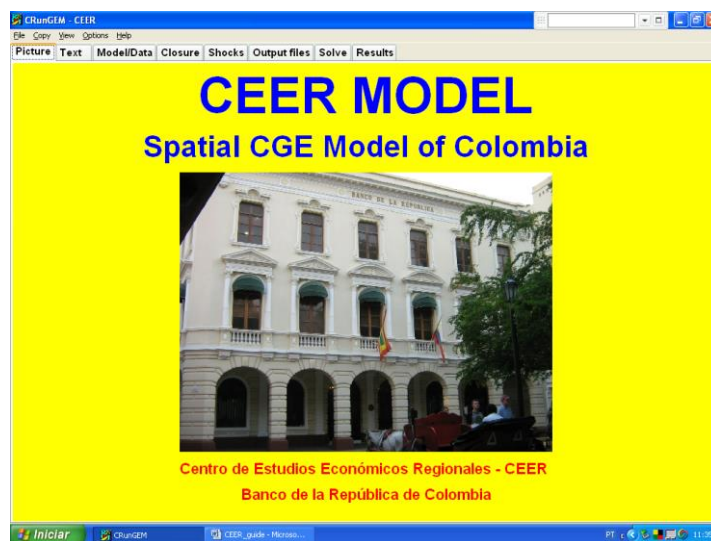 CRunGEM - CEER
File Copy View Options Help
Picture Text Model/Data Closure Shocks Output files Solve Results
CEER MODEL
Spatial CGE Model of Colombia
BANCO DE LA REPUBLICA
Centro de Estudios Económicos Regionales - CEER
Banco de la República de Colombia
Iniciar CRunGEM CEER_guide - Microso... PT